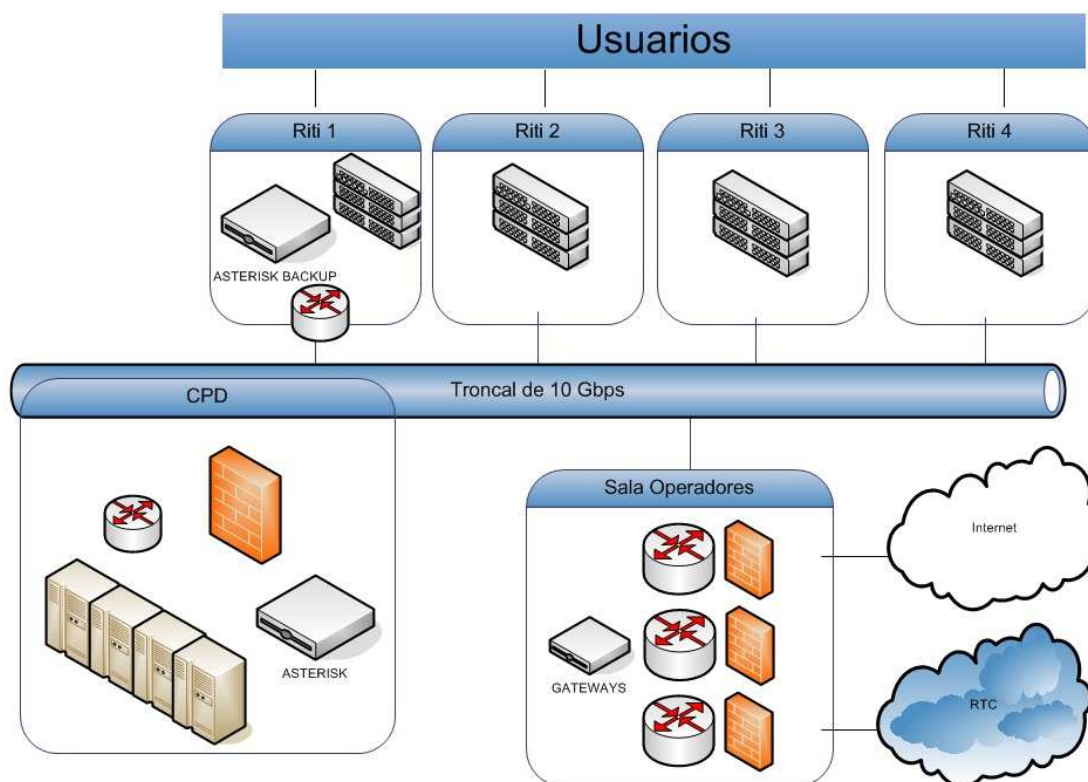 Usuarios
Riti 1
Riti 2
Riti 3
Riti 4
ASTERISK BACKUP
Troncal de 10 Gbps
CPD
ASTERISK
Sala Operadores
GATEWAYS
Internet
RTC